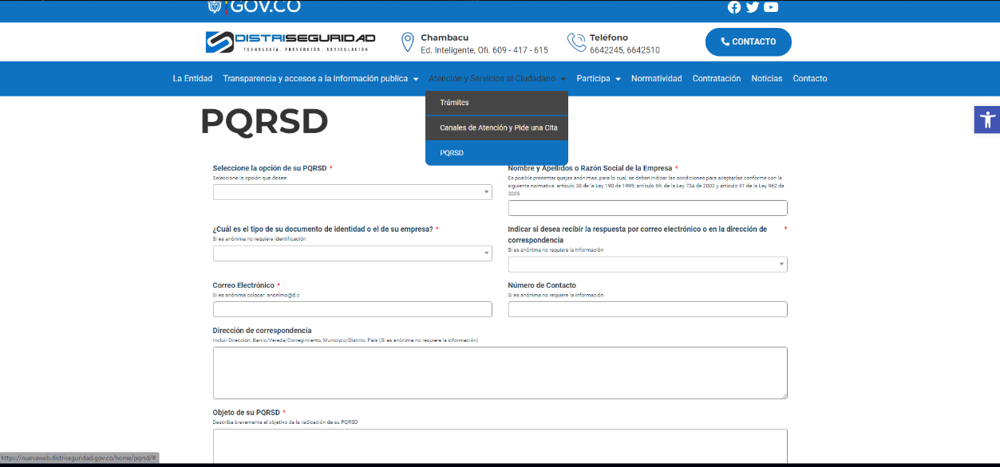 GOV.CO
DISTRISEGURIDAD
TECNOLOGÍA, PREVENCIÓN, ARTICULACIÓN
Chambacu
Ed. Inteligente, Ofi. 609 - 417 - 615
Teléfono
6642245, 6642510
CONTACTO
La Entidad
Transparencia y accesos a la información publica
Atención y Servicios al Ciudadano
Participa
Normatividad
Contratación
Noticias
Contacto
Trámites
Canales de Atención y Pide una Cita
PQRSD
PQRSD
Seleccione la opción de su PQRSD *
Seleccione la opción que desee:
Nombre y Apellidos o Razón Social de la Empresa *
Es posible presentar quejas anónimas, para lo cual, se deben indicar las condiciones para aceptarlas conforme con la
siguiente normativa: artículo 38 de la Ley 190 de 1995; artículo 69; de la Ley 734 de 2002 y artículo 81 de la Ley 962 de
2005
¿Cuál es el tipo de su documento de identidad o el de su empresa? *
Si es anónima no requiere identificación
Indicar si desea recibir la respuesta por correo electrónico o en la dirección de
correspondencia *
Si es anónima no requiere la información
Correo Electrónico *
Si es anónima colocar: anonimo@d.c
Número de Contacto
Si es anónima no requiere la información
Dirección de correspondencia
Incluir Dirección, Barrio/Vereda/Corregimiento, Municipio/Distrito, País (Si es anónima no requiere la información)
Objeto de su PQRSD *
Describa brevemente el objetivo de la radicación de su PQRSD
https://nuevaweb.distriseguridad.gov.co/home/pqrsd/#